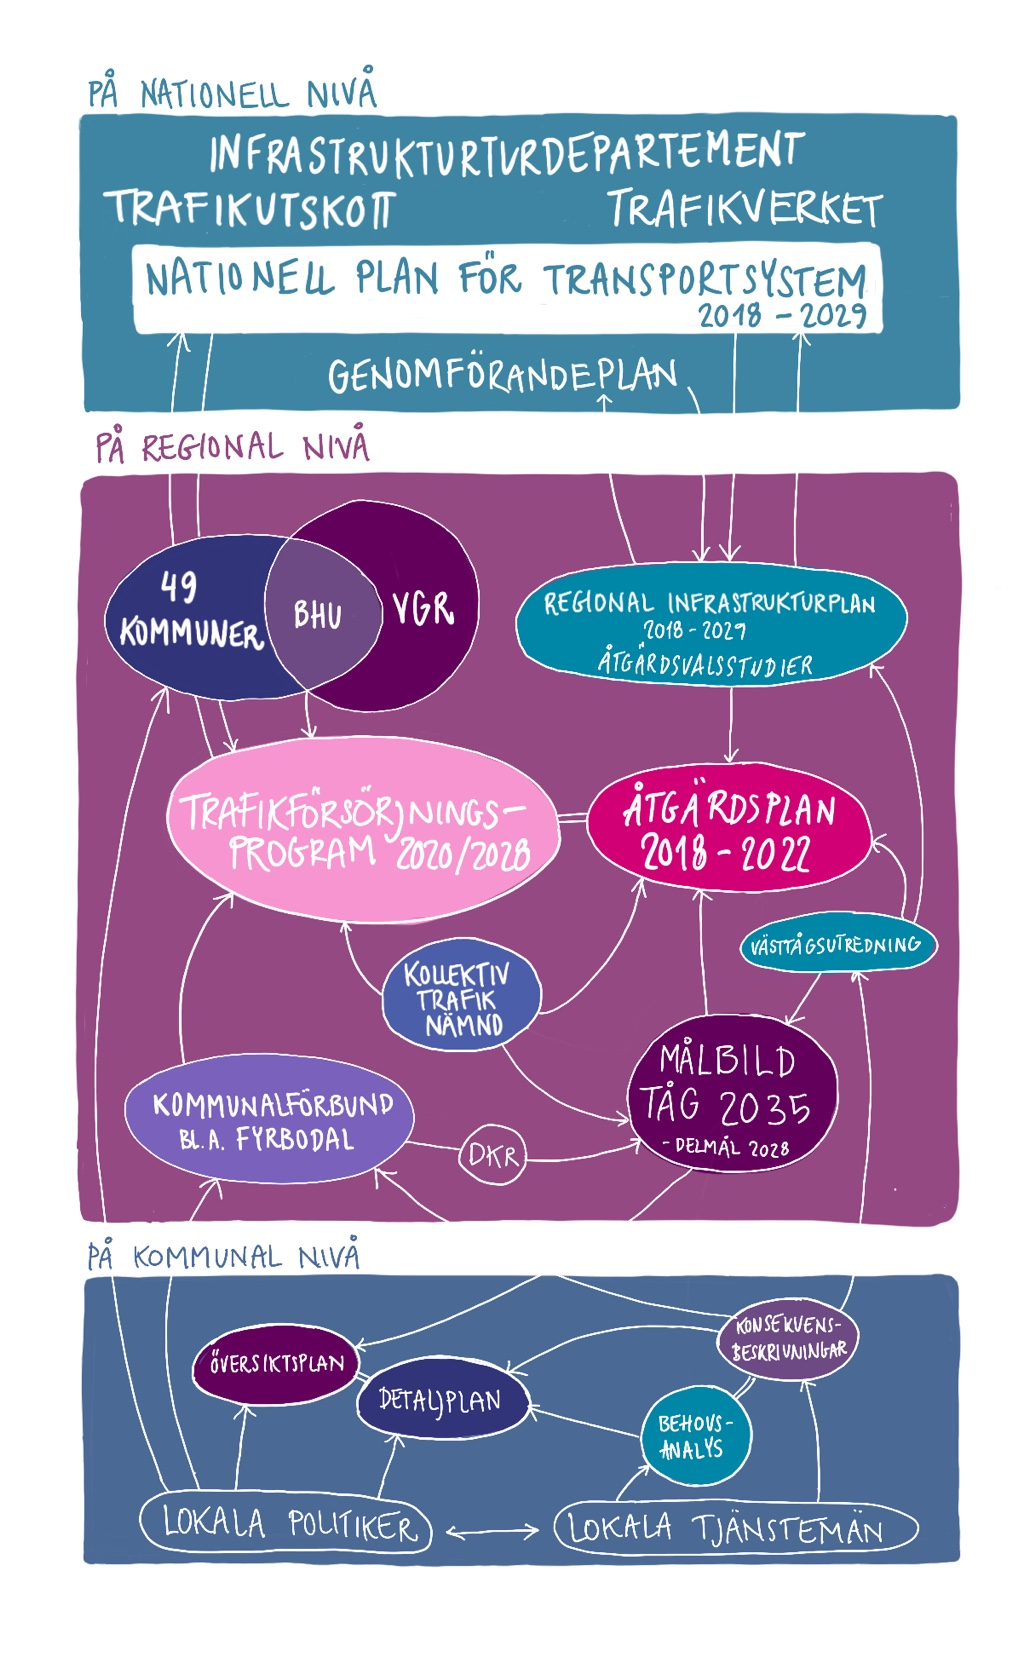 PÅ NATIONELL NIVÅ
INFRASTRUKTURTURDEPARTEMENT
TRAFIKUTSKOTT
TRAFIKVERKET
NATIONELL PLAN FÖR TRANSPORTSYSTEM
2018 - 2029
GENOMFÖRANDEPLAN
PÅ REGIONAL NIVÅ
49
KOMMUNER
BHU
VGR
REGIONAL INFRASTRUKTURPLAN
2018 - 2029
ÅTGÄRDSVALSSTUDIER
TRAFIKFÖRSÖRJNINGS-
PROGRAM 2020/2028
ÅTGÄRDSPLAN
2018 - 2022
VÄSTTÅGSUTREDNING
KOLLEKTIV
TRAFIK
NÄMND
MÅLBILD
TÅG 2035
- DELMÅL 2028
KOMMUNALFÖRBUND
BL.A. FYRBODAL
DKR
PÅ KOMMUNAL NIVÅ
KONSEKVENS-
BESKRIVNINGAR
ÖVERSIKTSPLAN
DETALJPLAN
BEHOVS-
ANALYS
LOKALA POLITIKER
LOKALA TJÄNSTEMÄN